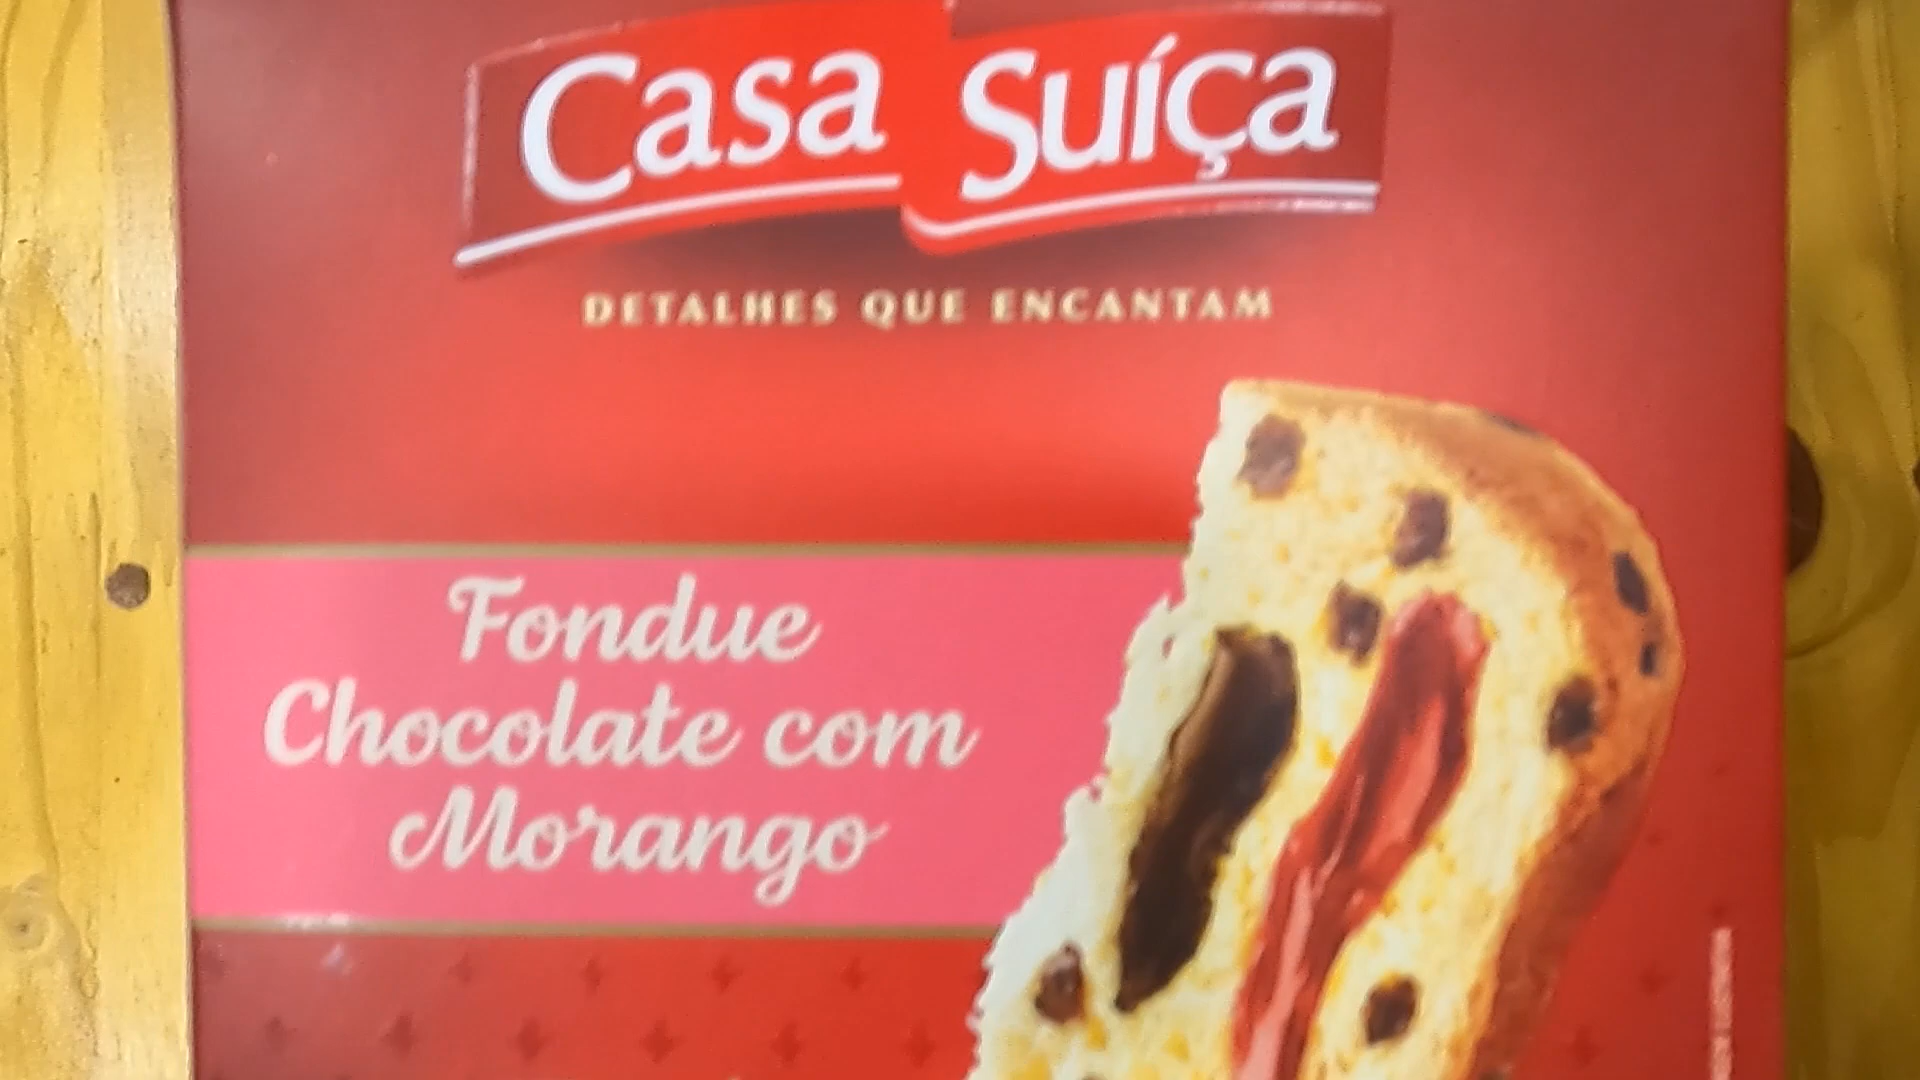 Casa Suíça
DETALHES QUE ENCANTAM
Fondue
Chocolate com
Morango